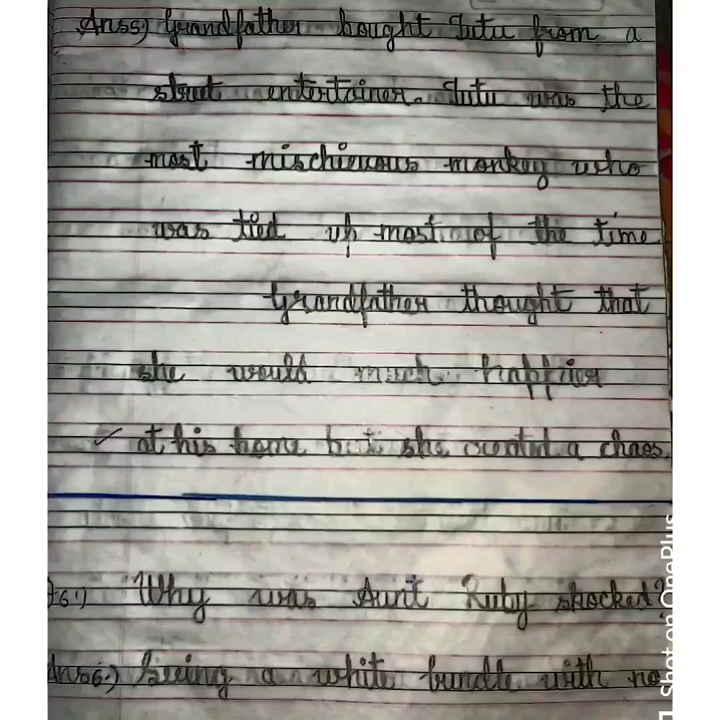 Ans5) Grandfather bought Tutu from a
street entertainer. Tutu was the
most mischievous monkey who
was tied up most of the time
Grandfather thought that
she would much happier
at his home but she created a chaos.
Q6.) Why was Aunt Ruby shocked?
Ans6.) Seeing a white bundle with no
Shot on OnePlus